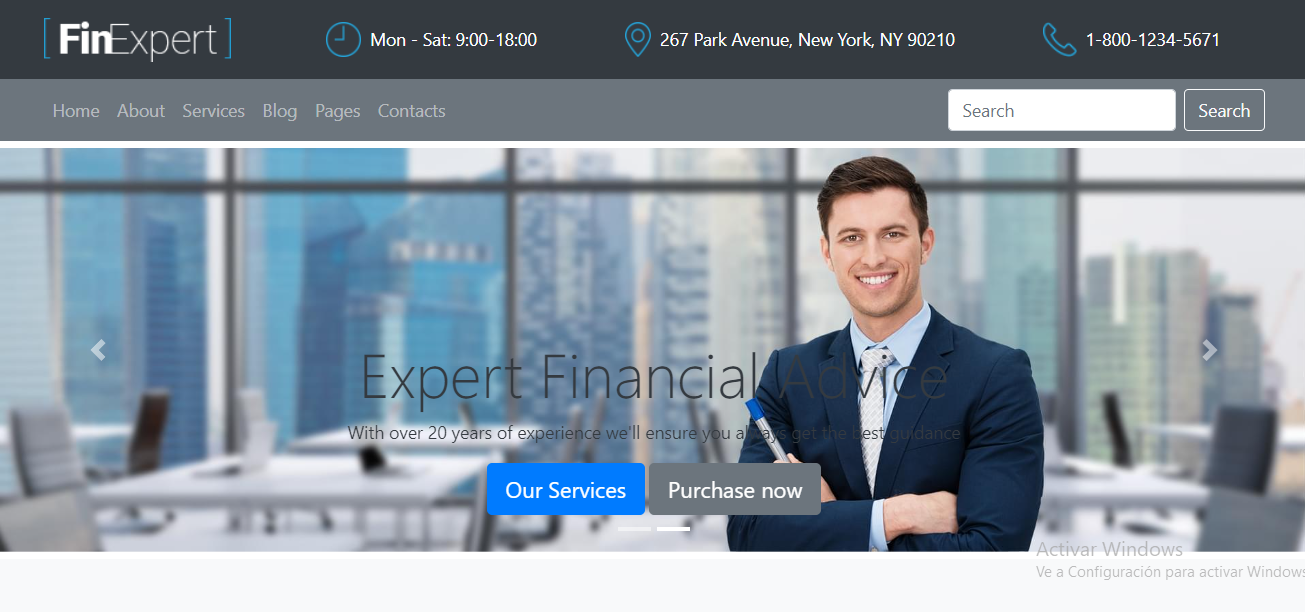 [ FinExpert ]
Mon - Sat: 9:00-18:00
267 Park Avenue, New York, NY 90210
1-800-1234-5671
Home About Services Blog Pages Contacts
Search Search
Expert Financial Advice
With over 20 years of experience we'll ensure you always get the best guidance
Our Services Purchase now
Activar Windows
Ve a Configuración para activar Windows